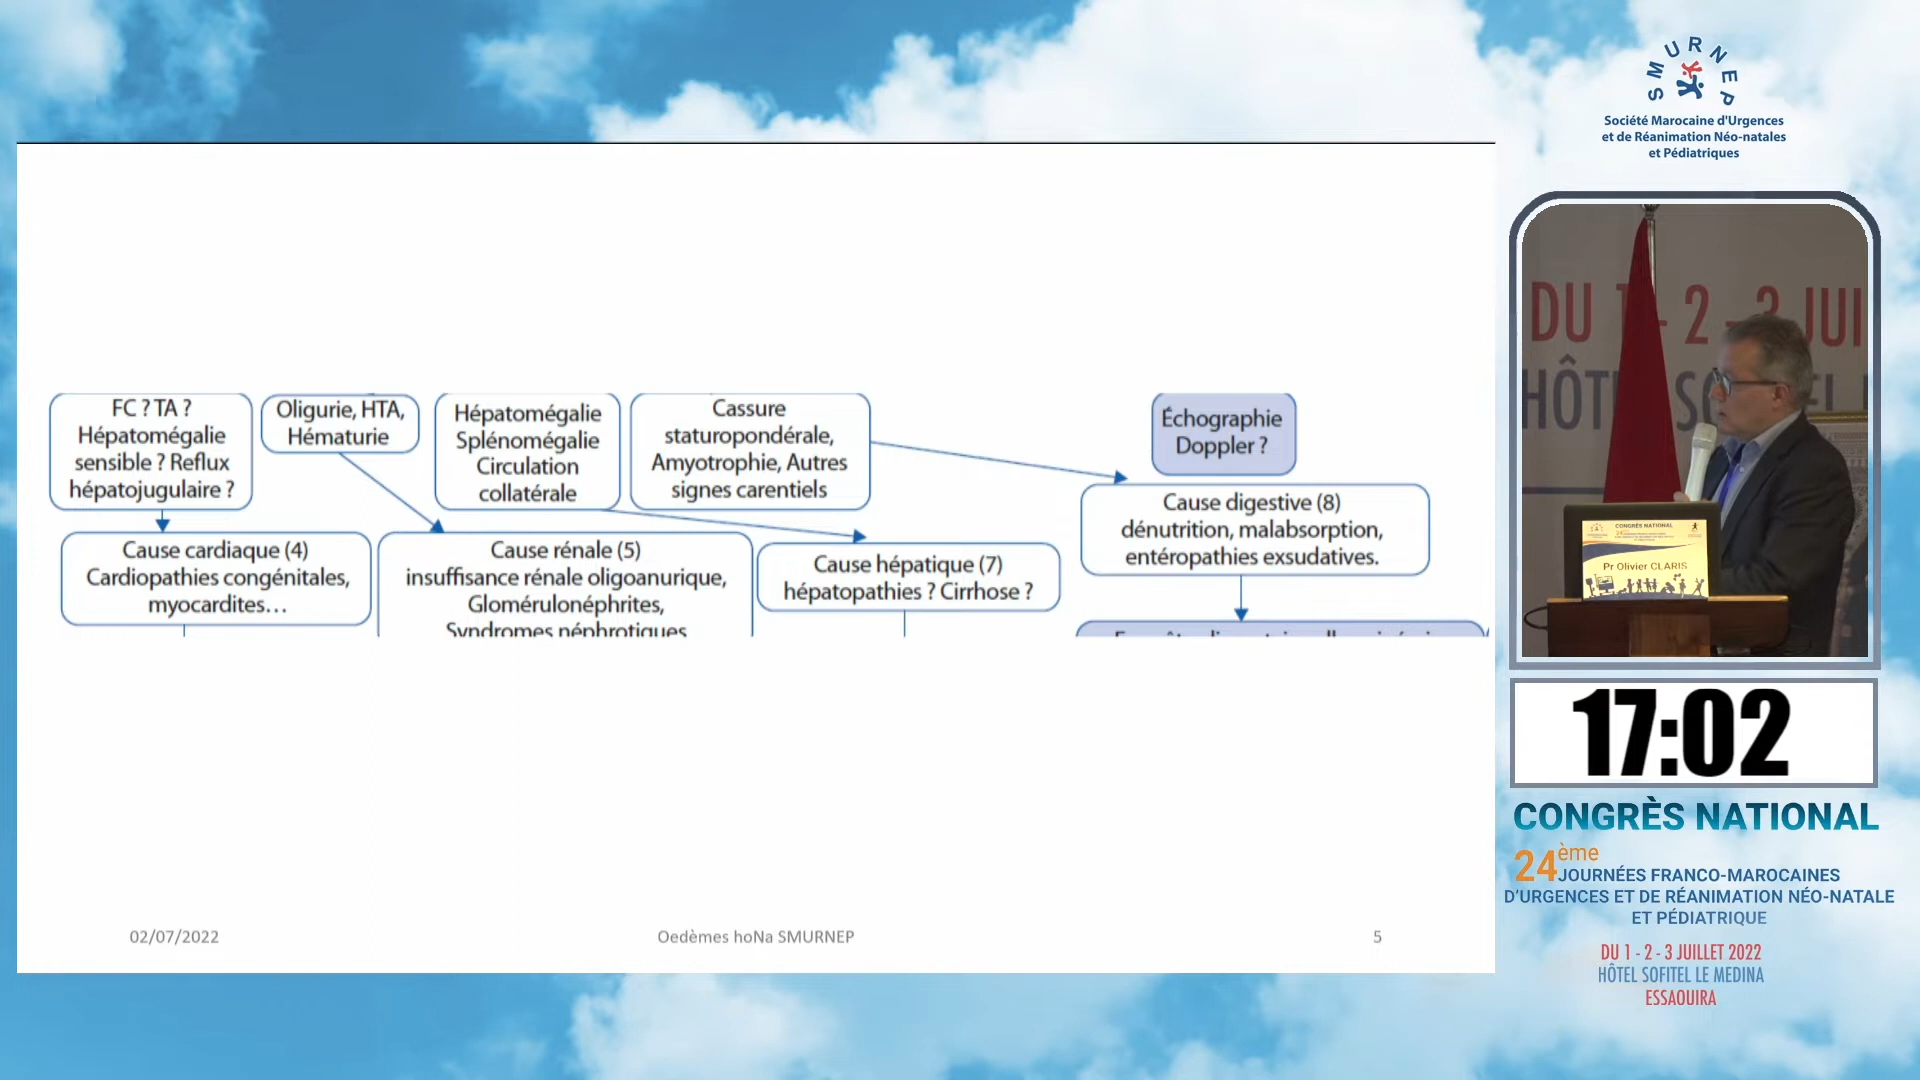 FC ? TA ?
Hépatomégalie
sensible ? Reflux
hépatojugulaire ?
Oligurie, HTA,
Hématurie
Hépatomégalie
Splénomégalie
Circulation
collatérale
Cassure
staturopondérale,
Amyotrophie, Autres
signes carentiels
Échographie
Doppler ?
Cause cardiaque (4)
Cardiopathies congénitales,
myocardites...
Cause rénale (5)
insuffisance rénale oligoanurique,
Glomérulonéphrites,
Syndromes néphrotiques
Cause hépatique (7)
hépatopathies ? Cirrhose ?
Cause digestive (8)
dénutrition, malabsorption,
entéropathies exsudatives.
02/07/2022
Oedèmes hoNa SMURNEP
5
SMURNEP
Société Marocaine d'Urgences
et de Réanimation Néo-natales
et Pédiatriques
DU 1 - 2 - 3 JUI
HÔTEL SOFITEL
CONGRÈS NATIONAL
Pr Olivier CLARIS
17:02
CONGRÈS NATIONAL
24ème
JOURNÉES FRANCO-MAROCAINES
D'URGENCES ET DE RÉANIMATION NÉO-NATALE
ET PÉDIATRIQUE
DU 1 - 2 - 3 JUILLET 2022
HÔTEL SOFITEL LE MEDINA
ESSAOUIRA